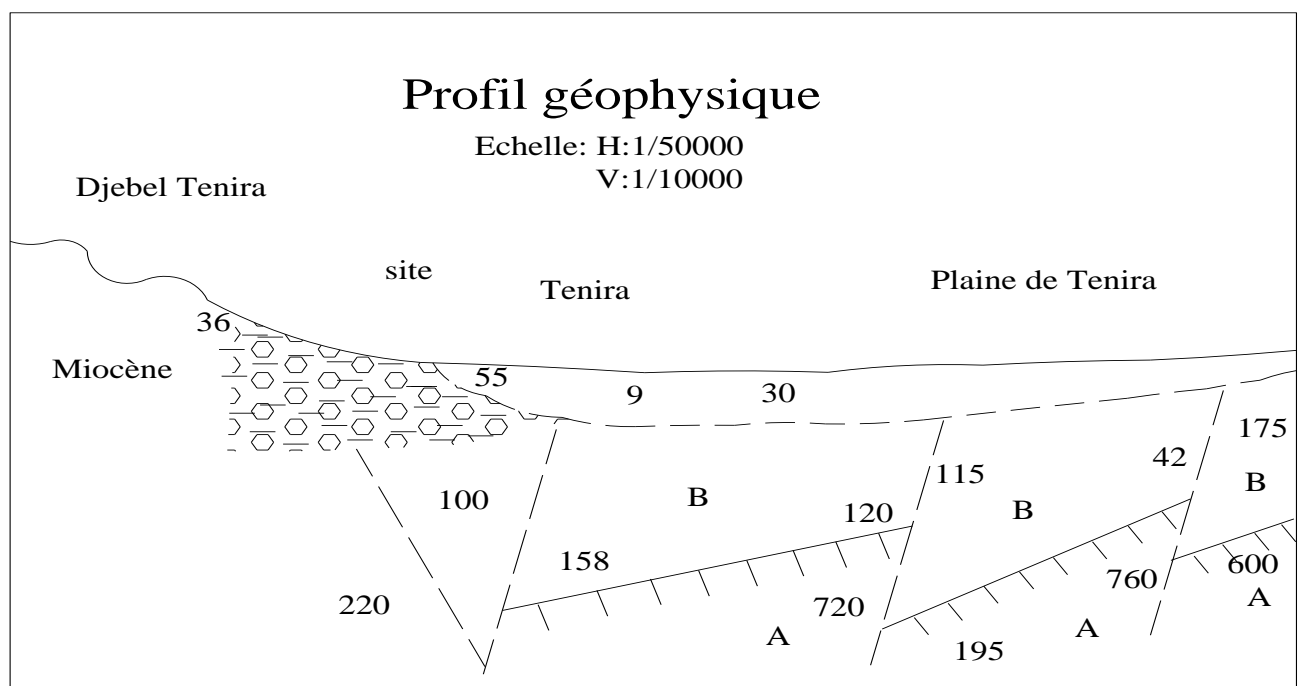 Profil géophysique
Echelle: H:1/50000
V:1/10000
Djebel Tenira
site
Tenira
Plaine de Tenira
36
Miocène
55
9
30
175
100
B
120
115
42
B
B
158
220
720
A
195
760
A
600
A